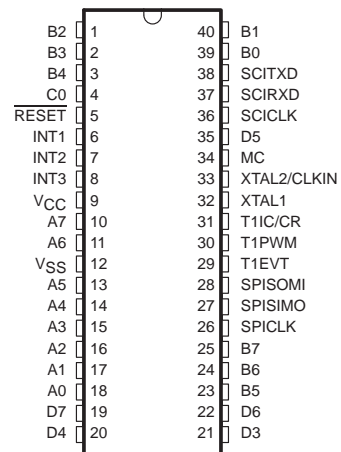 B2 1 40 B1
B3 2 39 B0
B4 3 38 SCITXD
C0 4 37 SCIRXD
RESET 5 36 SCICLK
INT1 6 35 D5
INT2 7 34 MC
INT3 8 33 XTAL2/CLKIN
VCC 9 32 XTAL1
A7 10 31 T1IC/CR
A6 11 30 T1PWM
VSS 12 29 T1EVT
A5 13 28 SPISOMI
A4 14 27 SPISIMO
A3 15 26 SPICLK
A2 16 25 B7
A1 17 24 B6
A0 18 23 B5
D7 19 22 D6
D4 20 21 D3